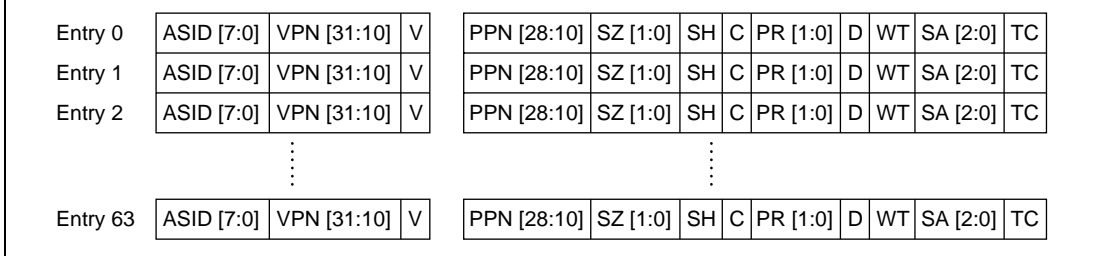 Entry 0 ASID [7:0] VPN [31:10] V PPN [28:10] SZ [1:0] SH C PR [1:0] D WT SA [2:0] TC
Entry 1 ASID [7:0] VPN [31:10] V PPN [28:10] SZ [1:0] SH C PR [1:0] D WT SA [2:0] TC
Entry 2 ASID [7:0] VPN [31:10] V PPN [28:10] SZ [1:0] SH C PR [1:0] D WT SA [2:0] TC
Entry 63 ASID [7:0] VPN [31:10] V PPN [28:10] SZ [1:0] SH C PR [1:0] D WT SA [2:0] TC